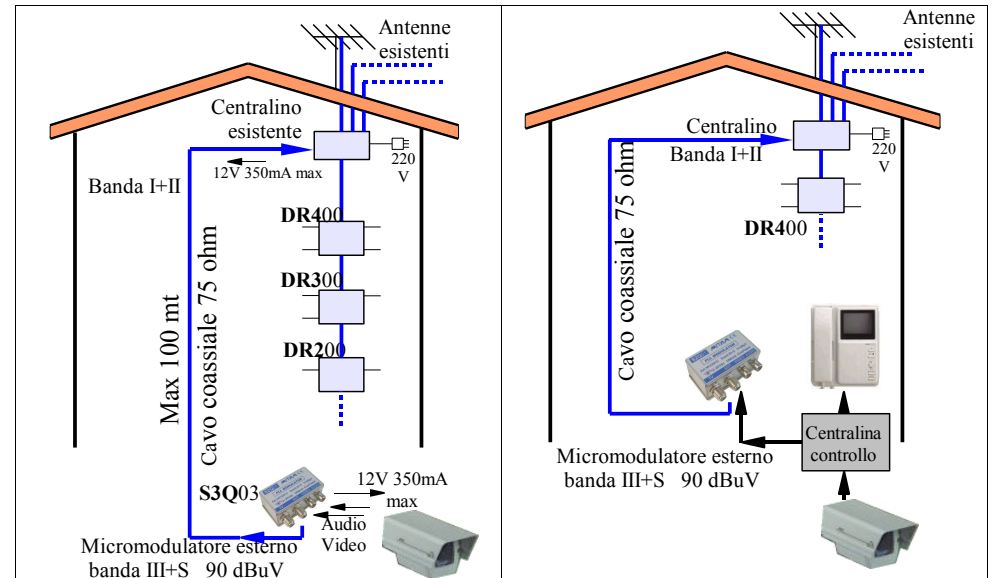 Antenne
esistenti
Centralino
esistente
220
V
12V 350mA max
Banda I+II
DR400
DR300
DR200
Max 100 mt
Cavo coassiale 75 ohm
S3Q03
12V 350mA
max
Audio
Video
Micromodulatore esterno
banda III+S 90 dBuV
Antenne
esistenti
Centralino
Banda I+II
220
V
DR400
Cavo coassiale 75 ohm
Centralina
controllo
Micromodulatore esterno
banda III+S 90 dBuV